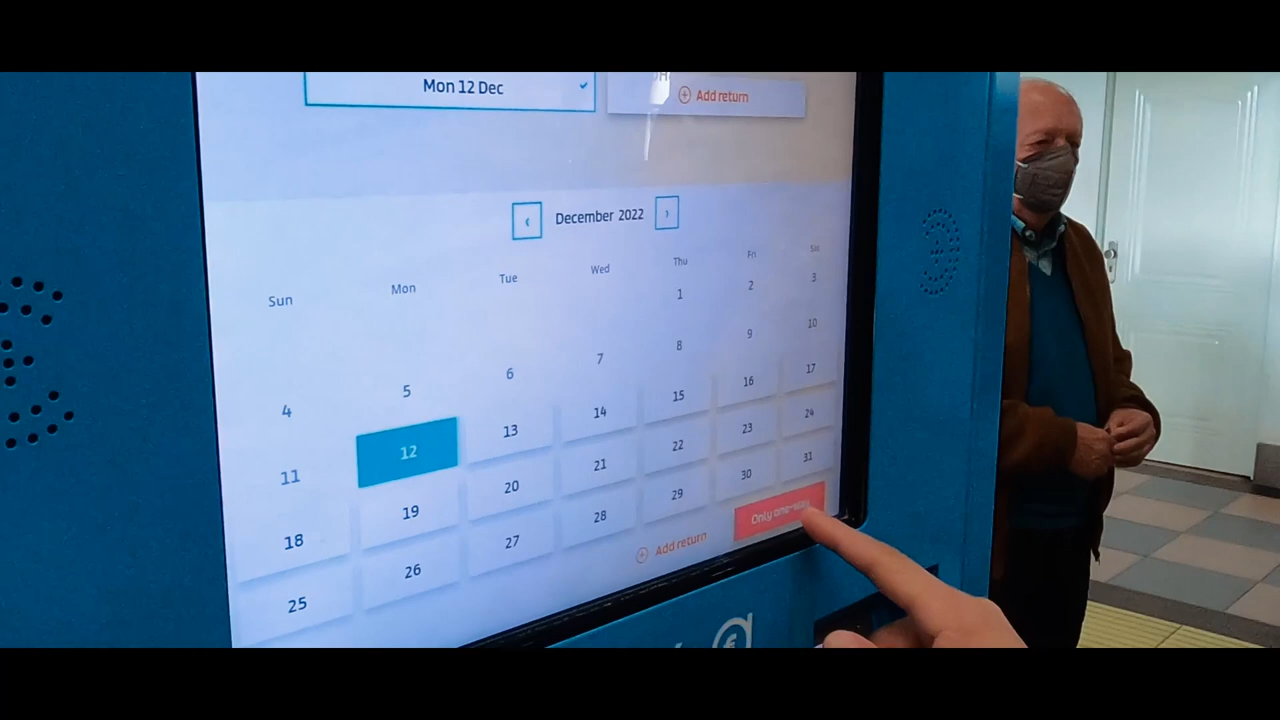 Mon 12 Dec
Add return
‹ December 2022 ›
Sun Mon Tue Wed Thu Fri Sat
1 2 3
4 5 6 7 8 9 10
11 12 13 14 15 16 17
18 19 20 21 22 23 24
25 26 27 28 29 30 31
Add return
Only one-way
€